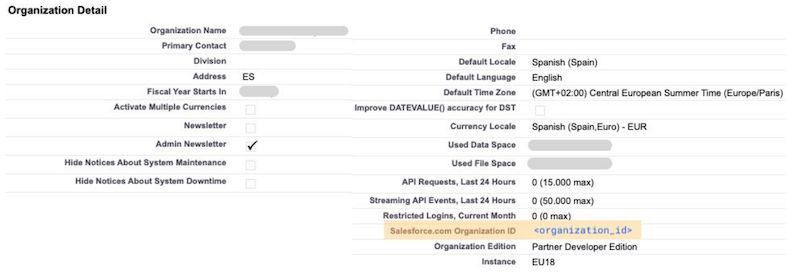 Organization Detail
Organization Name
Primary Contact
Division
Address ES
Fiscal Year Starts In
Activate Multiple Currencies
Newsletter
Admin Newsletter
Hide Notices About System Maintenance
Hide Notices About System Downtime
Phone
Fax
Default Locale Spanish (Spain)
Default Language English
Default Time Zone (GMT+02:00) Central European Summer Time (Europe/Paris)
Improve DATEVALUE() accuracy for DST
Currency Locale Spanish (Spain,Euro) - EUR
Used Data Space
Used File Space
API Requests, Last 24 Hours 0 (15.000 max)
Streaming API Events, Last 24 Hours 0 (50.000 max)
Restricted Logins, Current Month 0 (0 max)
Salesforce.com Organization ID <organization_id>
Organization Edition Partner Developer Edition
Instance EU18